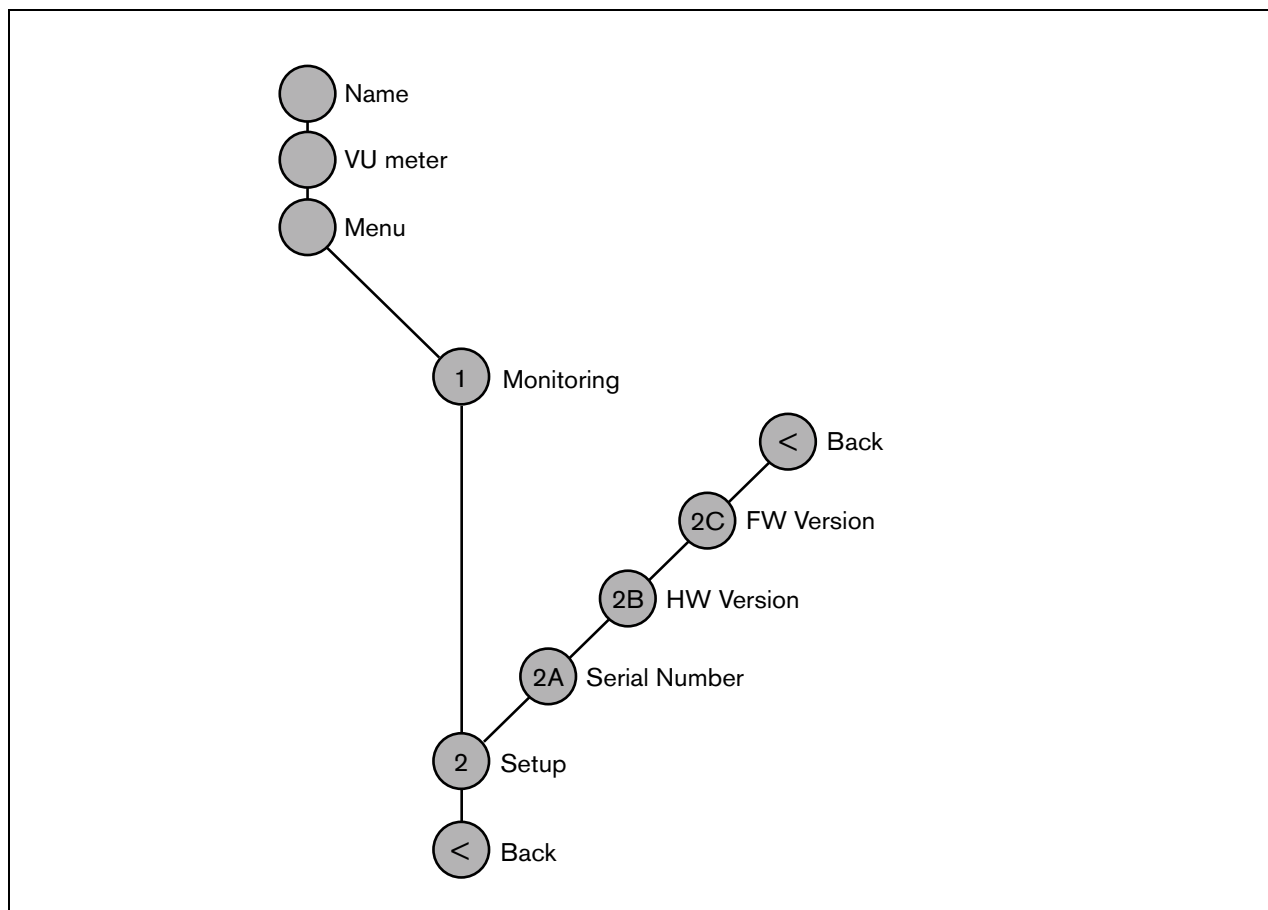 Name
VU meter
Menu
1 Monitoring
< Back
2C FW Version
2B HW Version
2A Serial Number
2 Setup
< Back